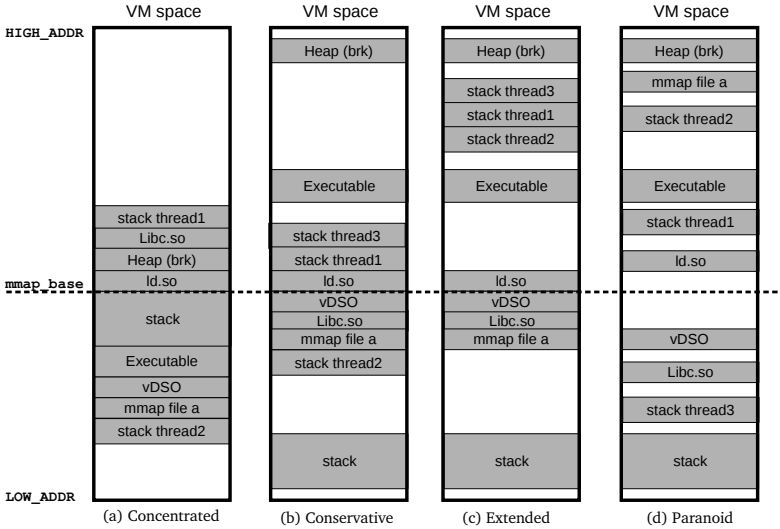 VM space
VM space
VM space
VM space
HIGH_ADDR
mmap_base
LOW_ADDR
stack thread1
Libc.so
Heap (brk)
ld.so
stack
Executable
vDSO
mmap file a
stack thread2
(a) Concentrated
Heap (brk)
Executable
stack thread3
stack thread1
ld.so
vDSO
Libc.so
mmap file a
stack thread2
stack
(b) Conservative
Heap (brk)
stack thread3
stack thread1
stack thread2
Executable
ld.so
vDSO
Libc.so
mmap file a
stack
(c) Extended
Heap (brk)
mmap file a
stack thread2
Executable
stack thread1
ld.so
vDSO
Libc.so
stack thread3
stack
(d) Paranoid